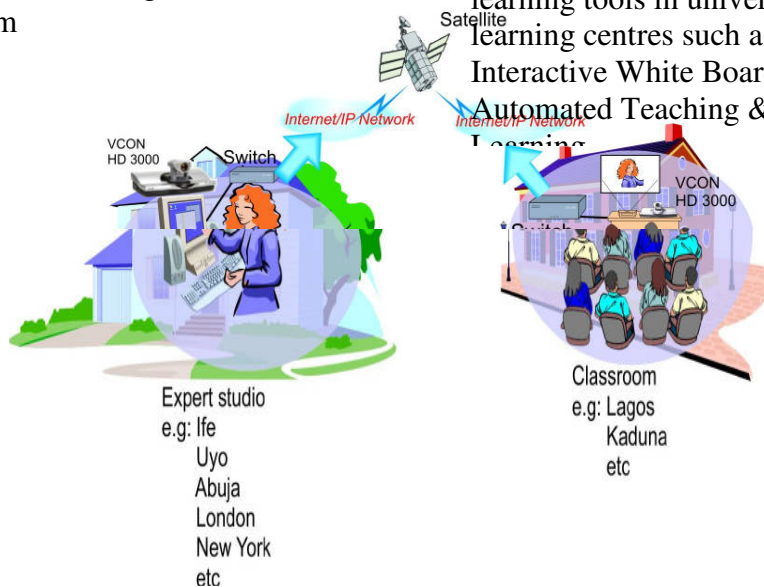 m
learning tools in univer
learning centres such a
Interactive White Boar
Automated Teaching &
Learning
Satellite
Internet/IP Network
Internet/IP Network
VCON
HD 3000
Switch
VCON
HD 3000
Switch
Expert studio
e.g: Ife
Uyo
Abuja
London
New York
etc
Classroom
e.g: Lagos
Kaduna
etc